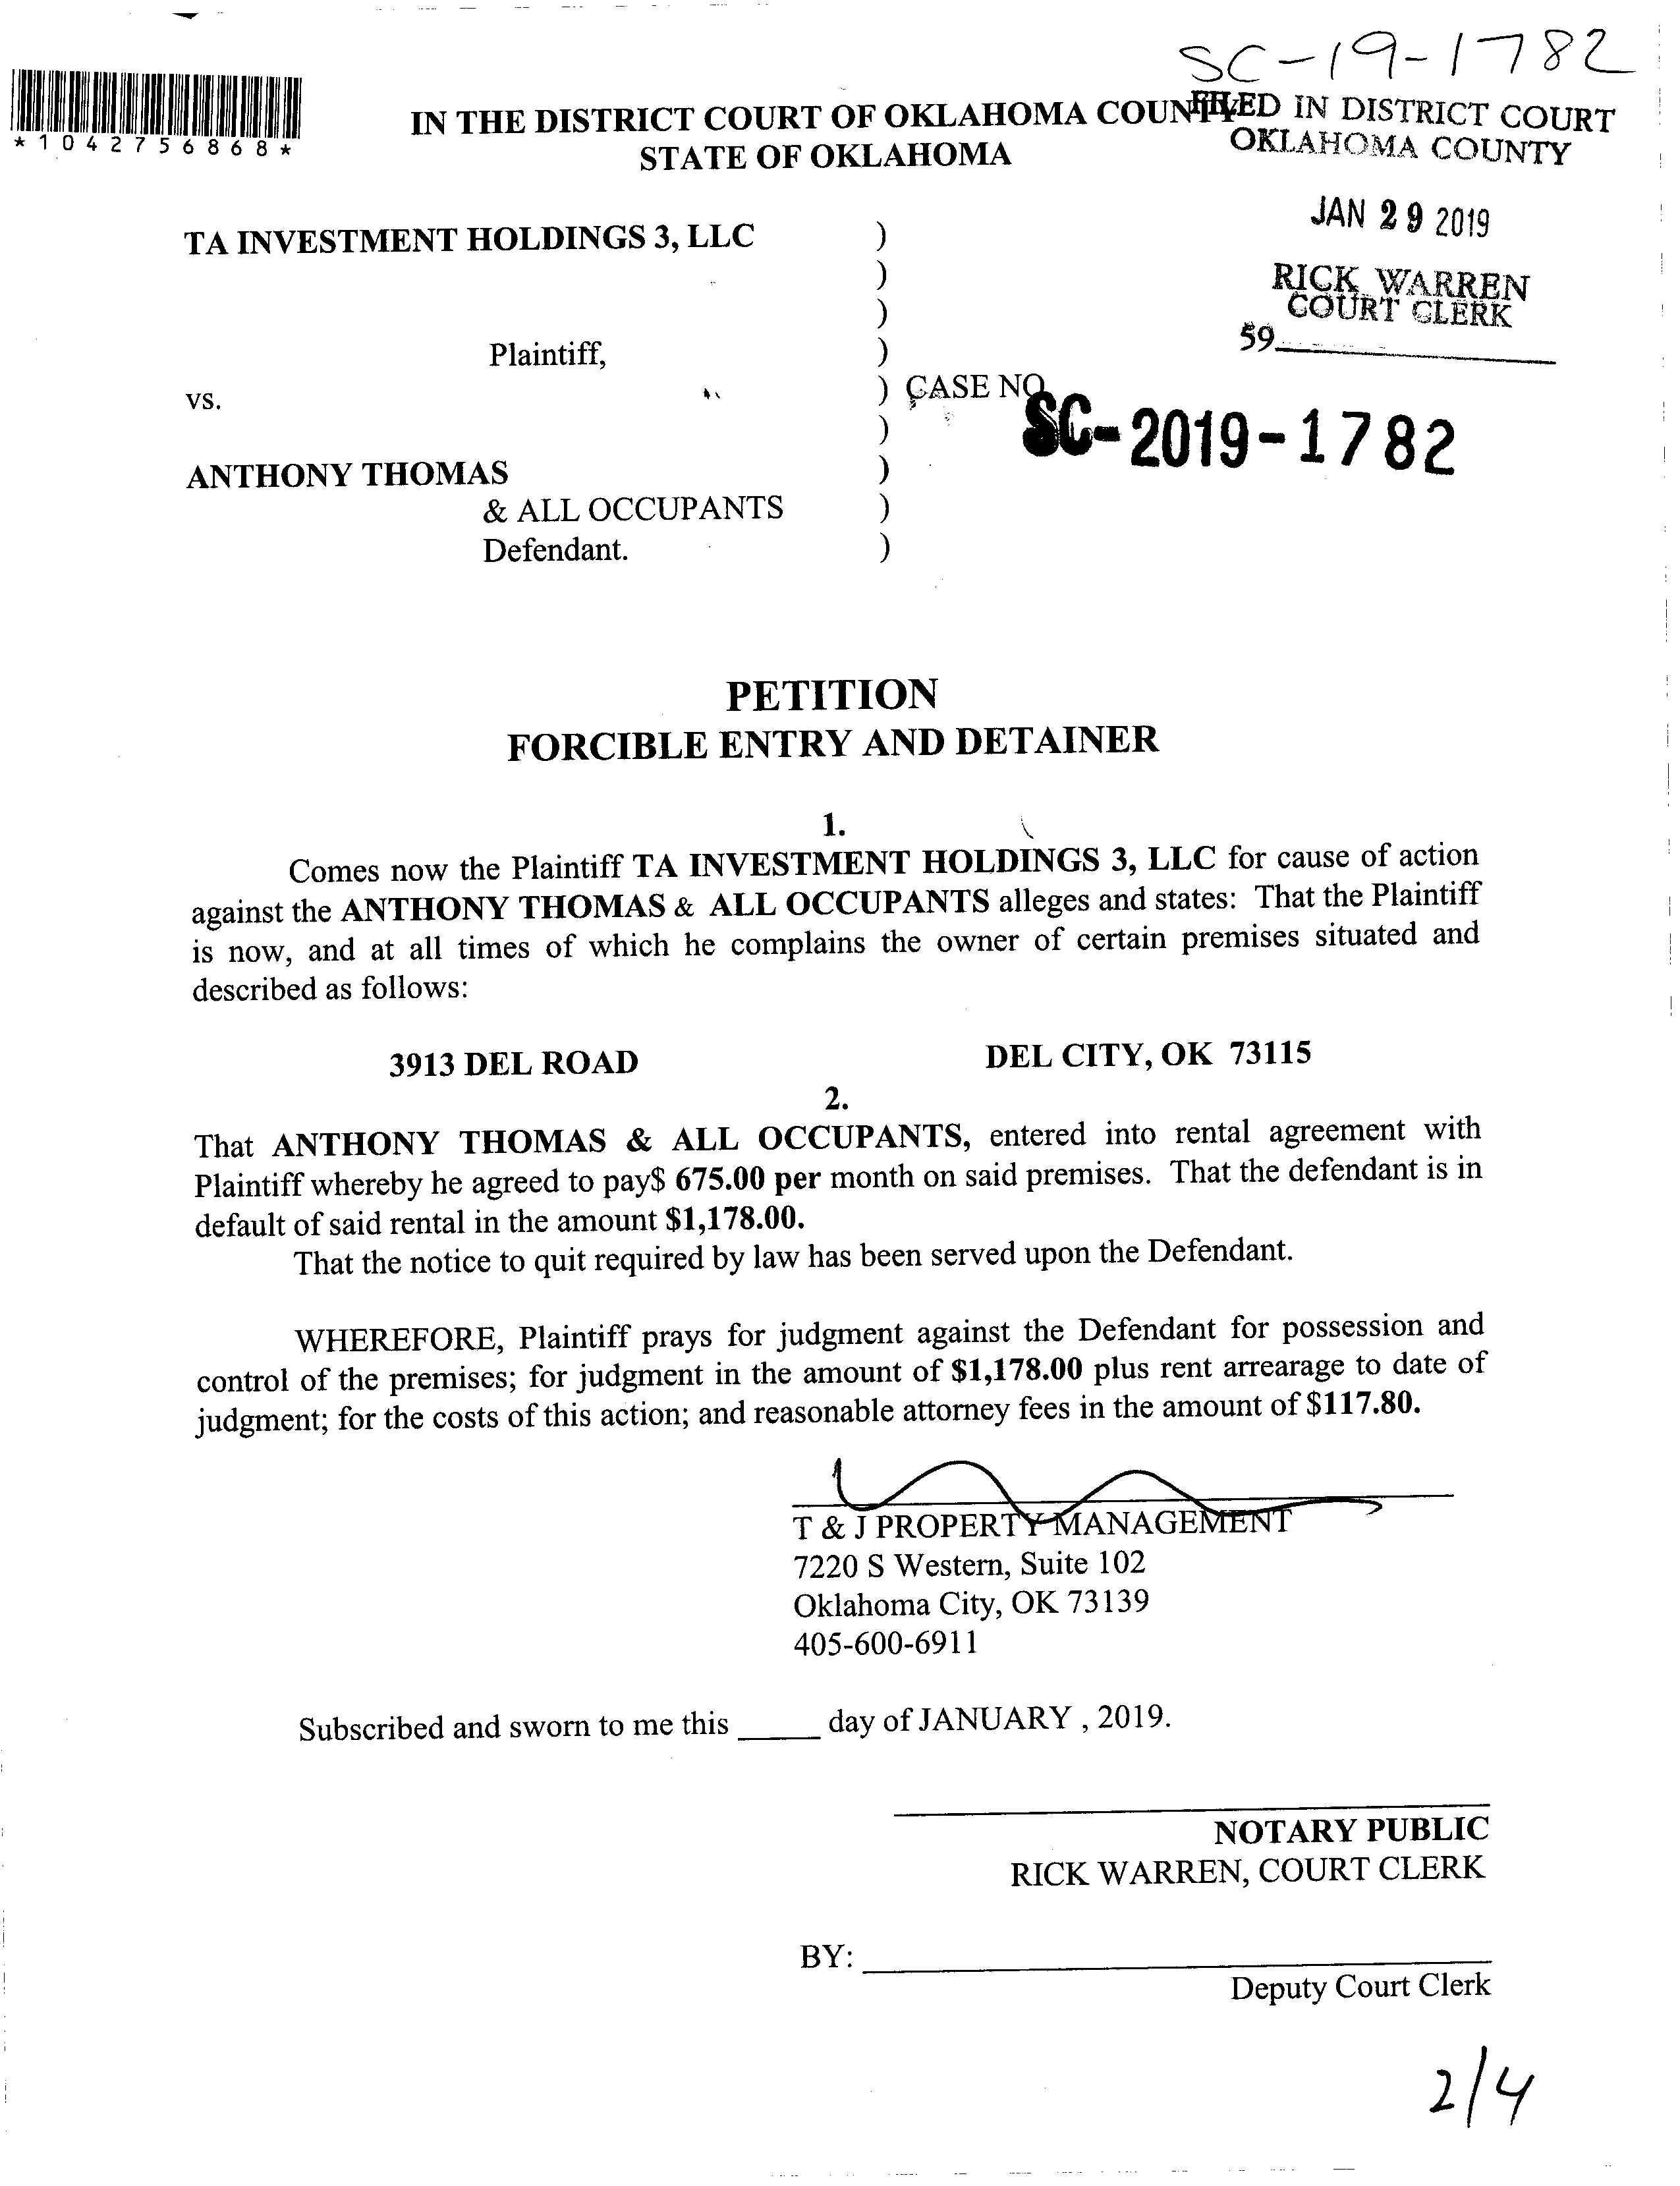 SC-19-1782
*1042756868*
IN THE DISTRICT COURT OF OKLAHOMA COUNTY
STATE OF OKLAHOMA
FILED IN DISTRICT COURT
OKLAHOMA COUNTY
JAN 29 2019
RICK WARREN
COURT CLERK
59
TA INVESTMENT HOLDINGS 3, LLC )
)
)
Plaintiff, )
vs. ) CASE NO.
SC-2019-1782
)
ANTHONY THOMAS )
& ALL OCCUPANTS )
Defendant. )
PETITION
FORCIBLE ENTRY AND DETAINER
1.
Comes now the Plaintiff TA INVESTMENT HOLDINGS 3, LLC for cause of action
against the ANTHONY THOMAS & ALL OCCUPANTS alleges and states: That the Plaintiff
is now, and at all times of which he complains the owner of certain premises situated and
described as follows:
3913 DEL ROAD DEL CITY, OK 73115
2.
That ANTHONY THOMAS & ALL OCCUPANTS, entered into rental agreement with
Plaintiff whereby he agreed to pay$ 675.00 per month on said premises. That the defendant is in
default of said rental in the amount $1,178.00.
That the notice to quit required by law has been served upon the Defendant.
WHEREFORE, Plaintiff prays for judgment against the Defendant for possession and
control of the premises; for judgment in the amount of $1,178.00 plus rent arrearage to date of
judgment; for the costs of this action; and reasonable attorney fees in the amount of $117.80.
T & J PROPERTY MANAGEMENT
7220 S Western, Suite 102
Oklahoma City, OK 73139
405-600-6911
Subscribed and sworn to me this _____ day of JANUARY , 2019.
NOTARY PUBLIC
RICK WARREN, COURT CLERK
BY:
Deputy Court Clerk
2/4